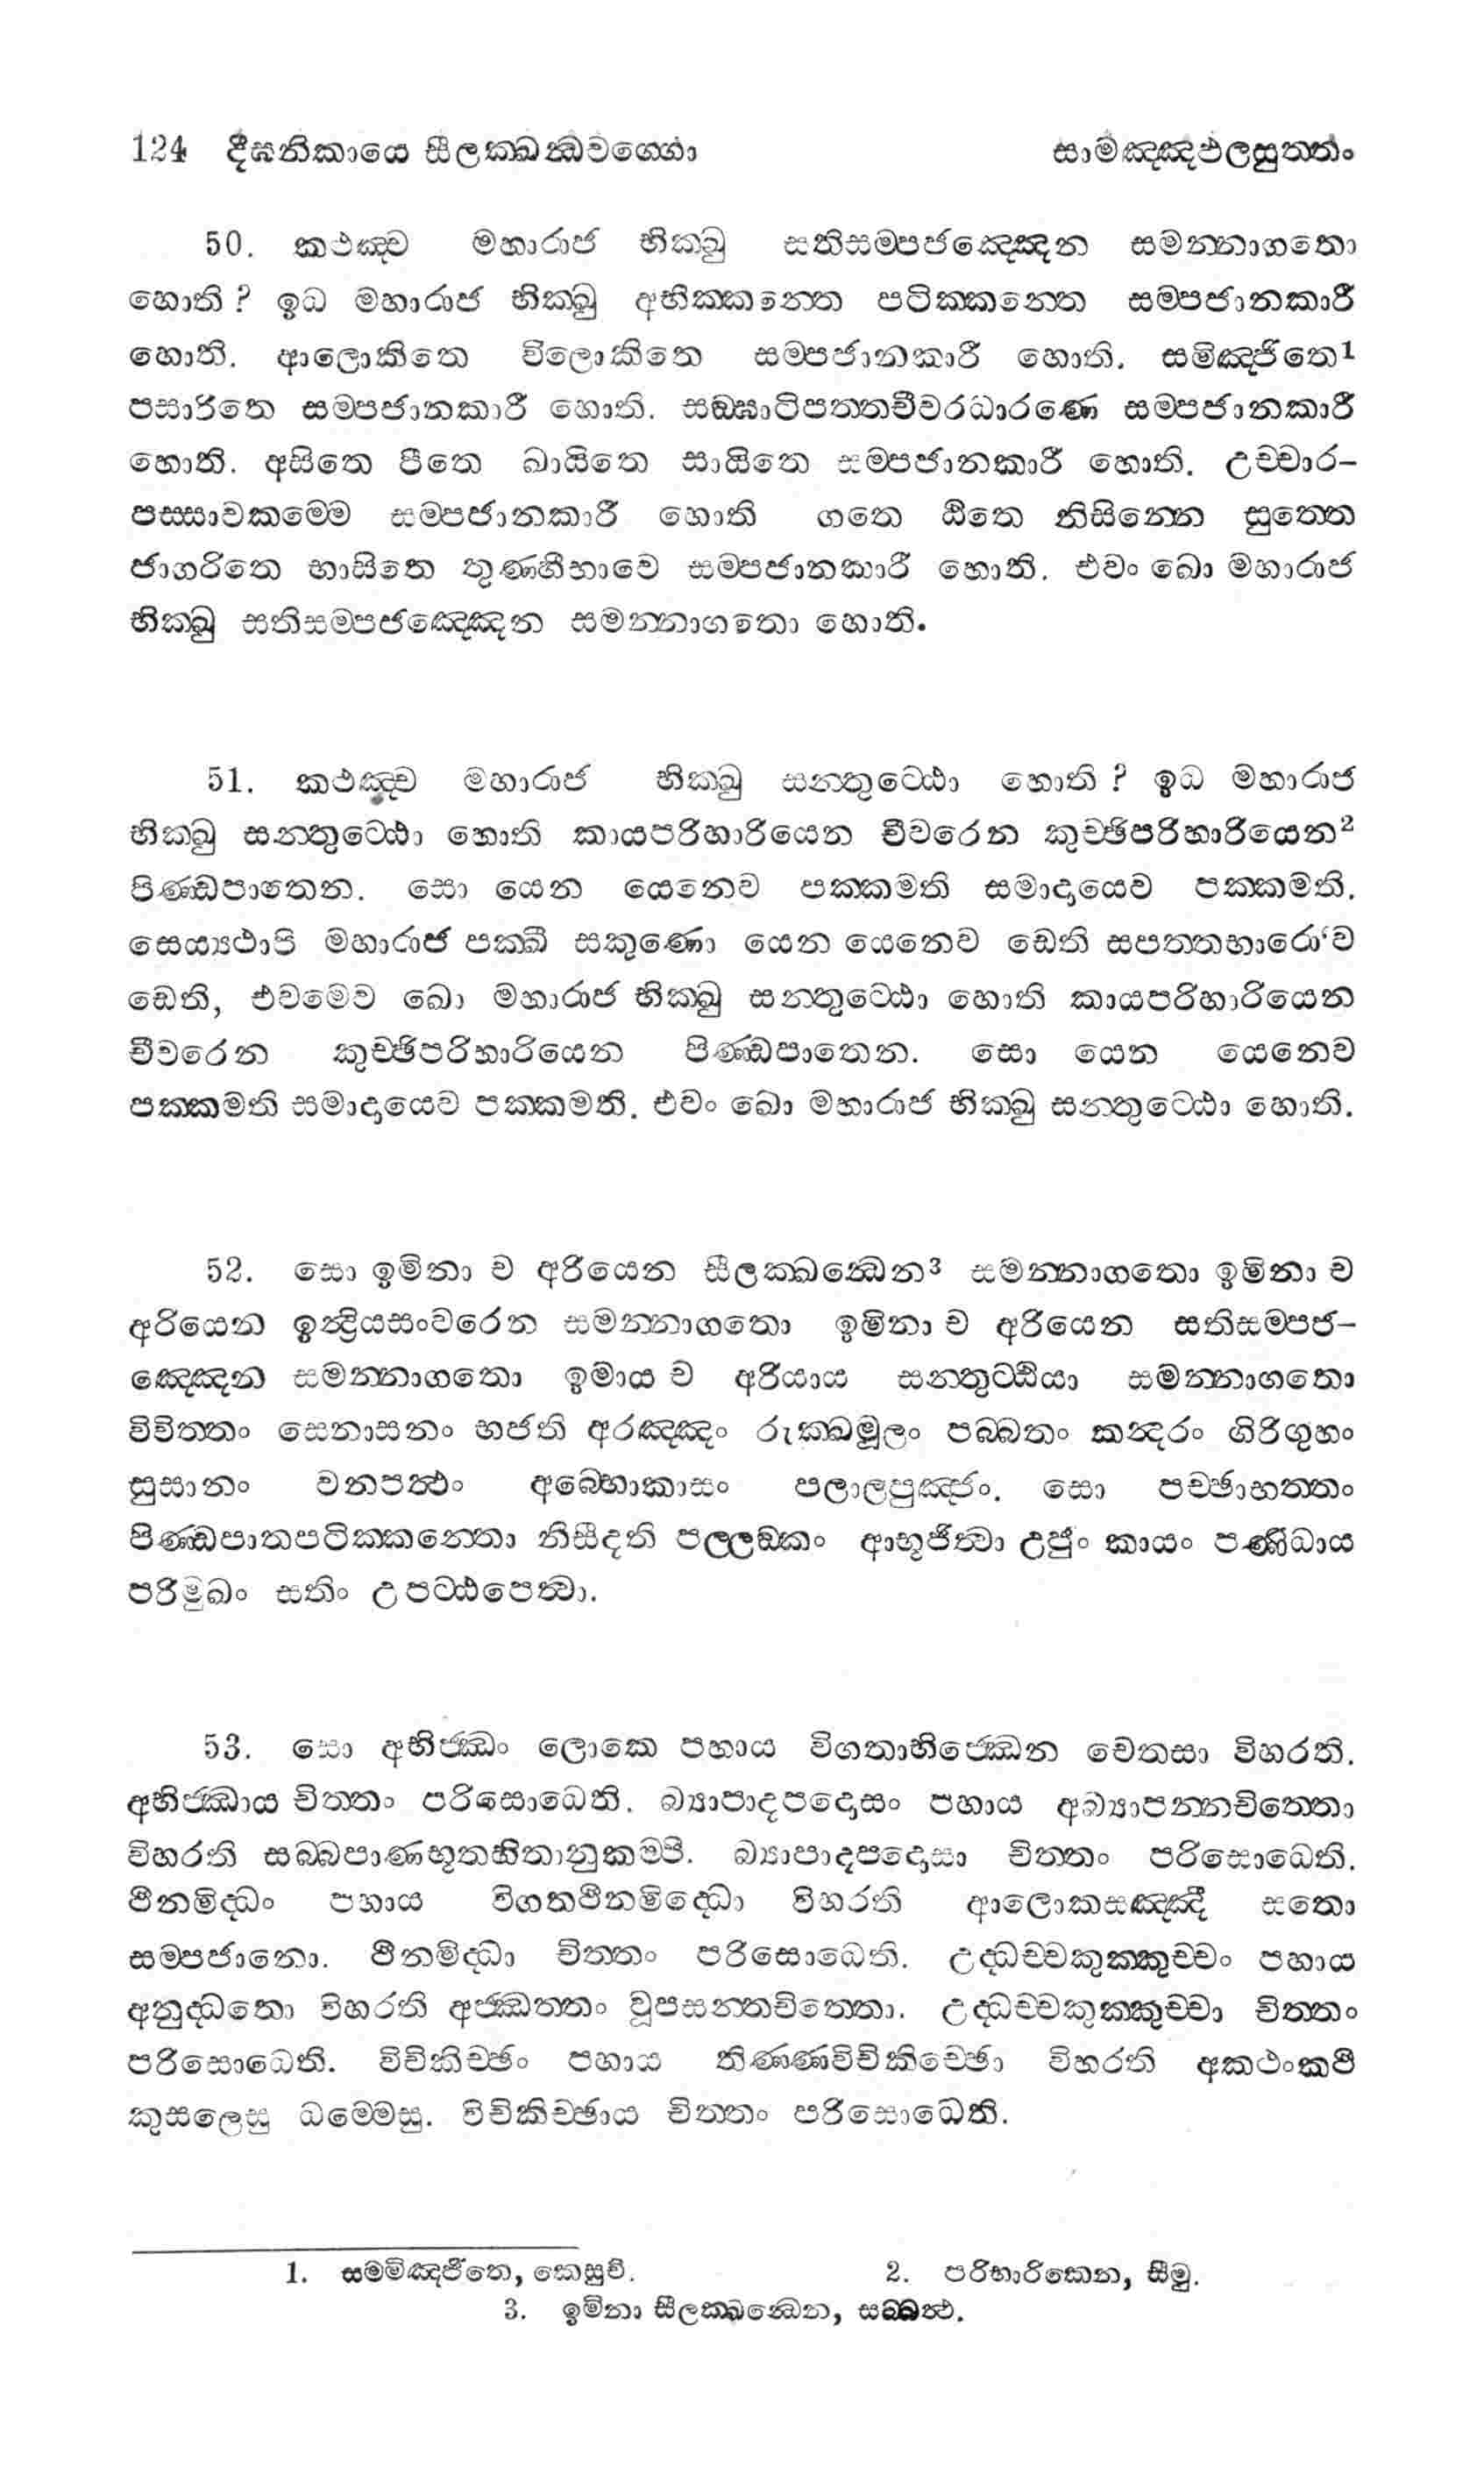 124 දීඝනිකායෙ සීලක්ඛන්ධවග්ගො සාමඤ්ඤඵලසුත්තං
50. කථඤ්ච මහාරාජ භික්ඛු සතිසම්පජඤ්ඤෙන සමන්නාගතො
හොති ? ඉධ මහාරාජ භික්ඛු අභික්කන්තෙ පටික්කන්තෙ සම්පජානකාරී
හොති. ආලොකිතෙ විලොකිතෙ සම්පජානකාරී හොති. සමිඤ්ජිතෙ1
පසාරිතෙ සම්පජානකාරී හොති. සඞ්ඝාටිපත්තචීවරධාරණෙ සම්පජානකාරී
හොති. අසිතෙ පීතෙ ඛායිතෙ සායිතෙ සම්පජානකාරී හොති. උච්චාර-
පස්සාවකම්මෙ සම්පජානකාරී හොති ගතෙ ඨිතෙ නිසින්නෙ සුත්තෙ
ජාගරිතෙ භාසිතෙ තුණ්හීභාවෙ සම්පජානකාරී හොති. එවං ඛො මහාරාජ
භික්ඛු සතිසම්පජඤ්ඤෙන සමන්නාගතො හොති.
51. කථඤ්ච මහාරාජ භික්ඛු සන්තුට්ඨො හොති ? ඉධ මහාරාජ
භික්ඛු සන්තුට්ඨො හොති කායපරිහාරියෙන චීවරෙන කුච්ඡිපරිහාරියෙන2
පිණ්ඩපාතෙන. සො යෙන යෙනෙව පක්කමති සමාදායෙව පක්කමති.
සෙය්‍යථාපි මහාරාජ පක්ඛී සකුණො යෙන යෙනෙව ඩෙති සපත්තභාරො‘ව
ඩෙති, එවමෙව ඛො මහාරාජ භික්ඛු සන්තුට්ඨො හොති කායපරිහාරියෙන
චීවරෙන කුච්ඡිපරිහාරියෙන පිණ්ඩපාතෙන. සො යෙන යෙනෙව
පක්කමති සමාදායෙව පක්කමති. එවං ඛො මහාරාජ භික්ඛු සන්තුට්ඨො හොති.
52. සො ඉමිනා ච අරියෙන සීලක්ඛන්ධෙන3 සමන්නාගතො ඉමිනා ච
අරියෙන ඉන්ද්‍රියසංවරෙන සමන්නාගතො ඉමිනා ච අරියෙන සතිසම්පජ-
ඤ්ඤෙන සමන්නාගතො ඉමාය ච අරියාය සන්තුට්ඨියා සමන්නාගතො
විවිත්තං සෙනාසනං භජති අරඤ්ඤං රුක්ඛමූලං පබ්බතං කන්දරං ගිරිගුහං
සුසානං වනපත්ථං අබ්භොකාසං පලාලපුඤ්ජං. සො පච්ඡාභත්තං
පිණ්ඩපාතපටික්කන්තො නිසීදති පල්ලඞ්කං ආභූජිත්වා උජුං කායං පණිධාය
පරිමුඛං සතිං උපට්ඨපෙත්වා.
53. සො අභිජ්ඣං ලොකෙ පහාය විගතාභිජ්ඣෙන චෙතසා විහරති.
අභිජ්ඣාය චිත්තං පරිසොධෙති. බ්‍යාපාදපදොසං පහාය අබ්‍යාපන්නචිත්තො
විහරති සබ්බපාණභූතහිතානුකම්පී. බ්‍යාපාදපදොසා චිත්තං පරිසොධෙති.
ථීනමිද්ධං පහාය විගතථීනමිද්ධො විහරති ආලොකසඤ්ඤී සතො
සම්පජානො. ථීනමිද්ධා චිත්තං පරිසොධෙති. උද්ධච්චකුක්කුච්චං පහාය
අනුද්ධතො විහරති අජ්ඣත්තං වූපසන්තචිත්තො. උද්ධච්චකුක්කුච්චා චිත්තං
පරිසොධෙති. විචිකිච්ඡං පහාය තිණ්ණවිචිකිච්ඡො විහරති අකථංකථී
කුසලෙසු ධම්මෙසු. විචිකිච්ඡාය චිත්තං පරිසොධෙති.
1. සම්මිඤ්ජිතෙ, කෙසුචි. 2. පරිහාරිකෙන, සීමු.
3. ඉමිනා සීලක්ඛන්ධෙන, සබ්බත්ථ.